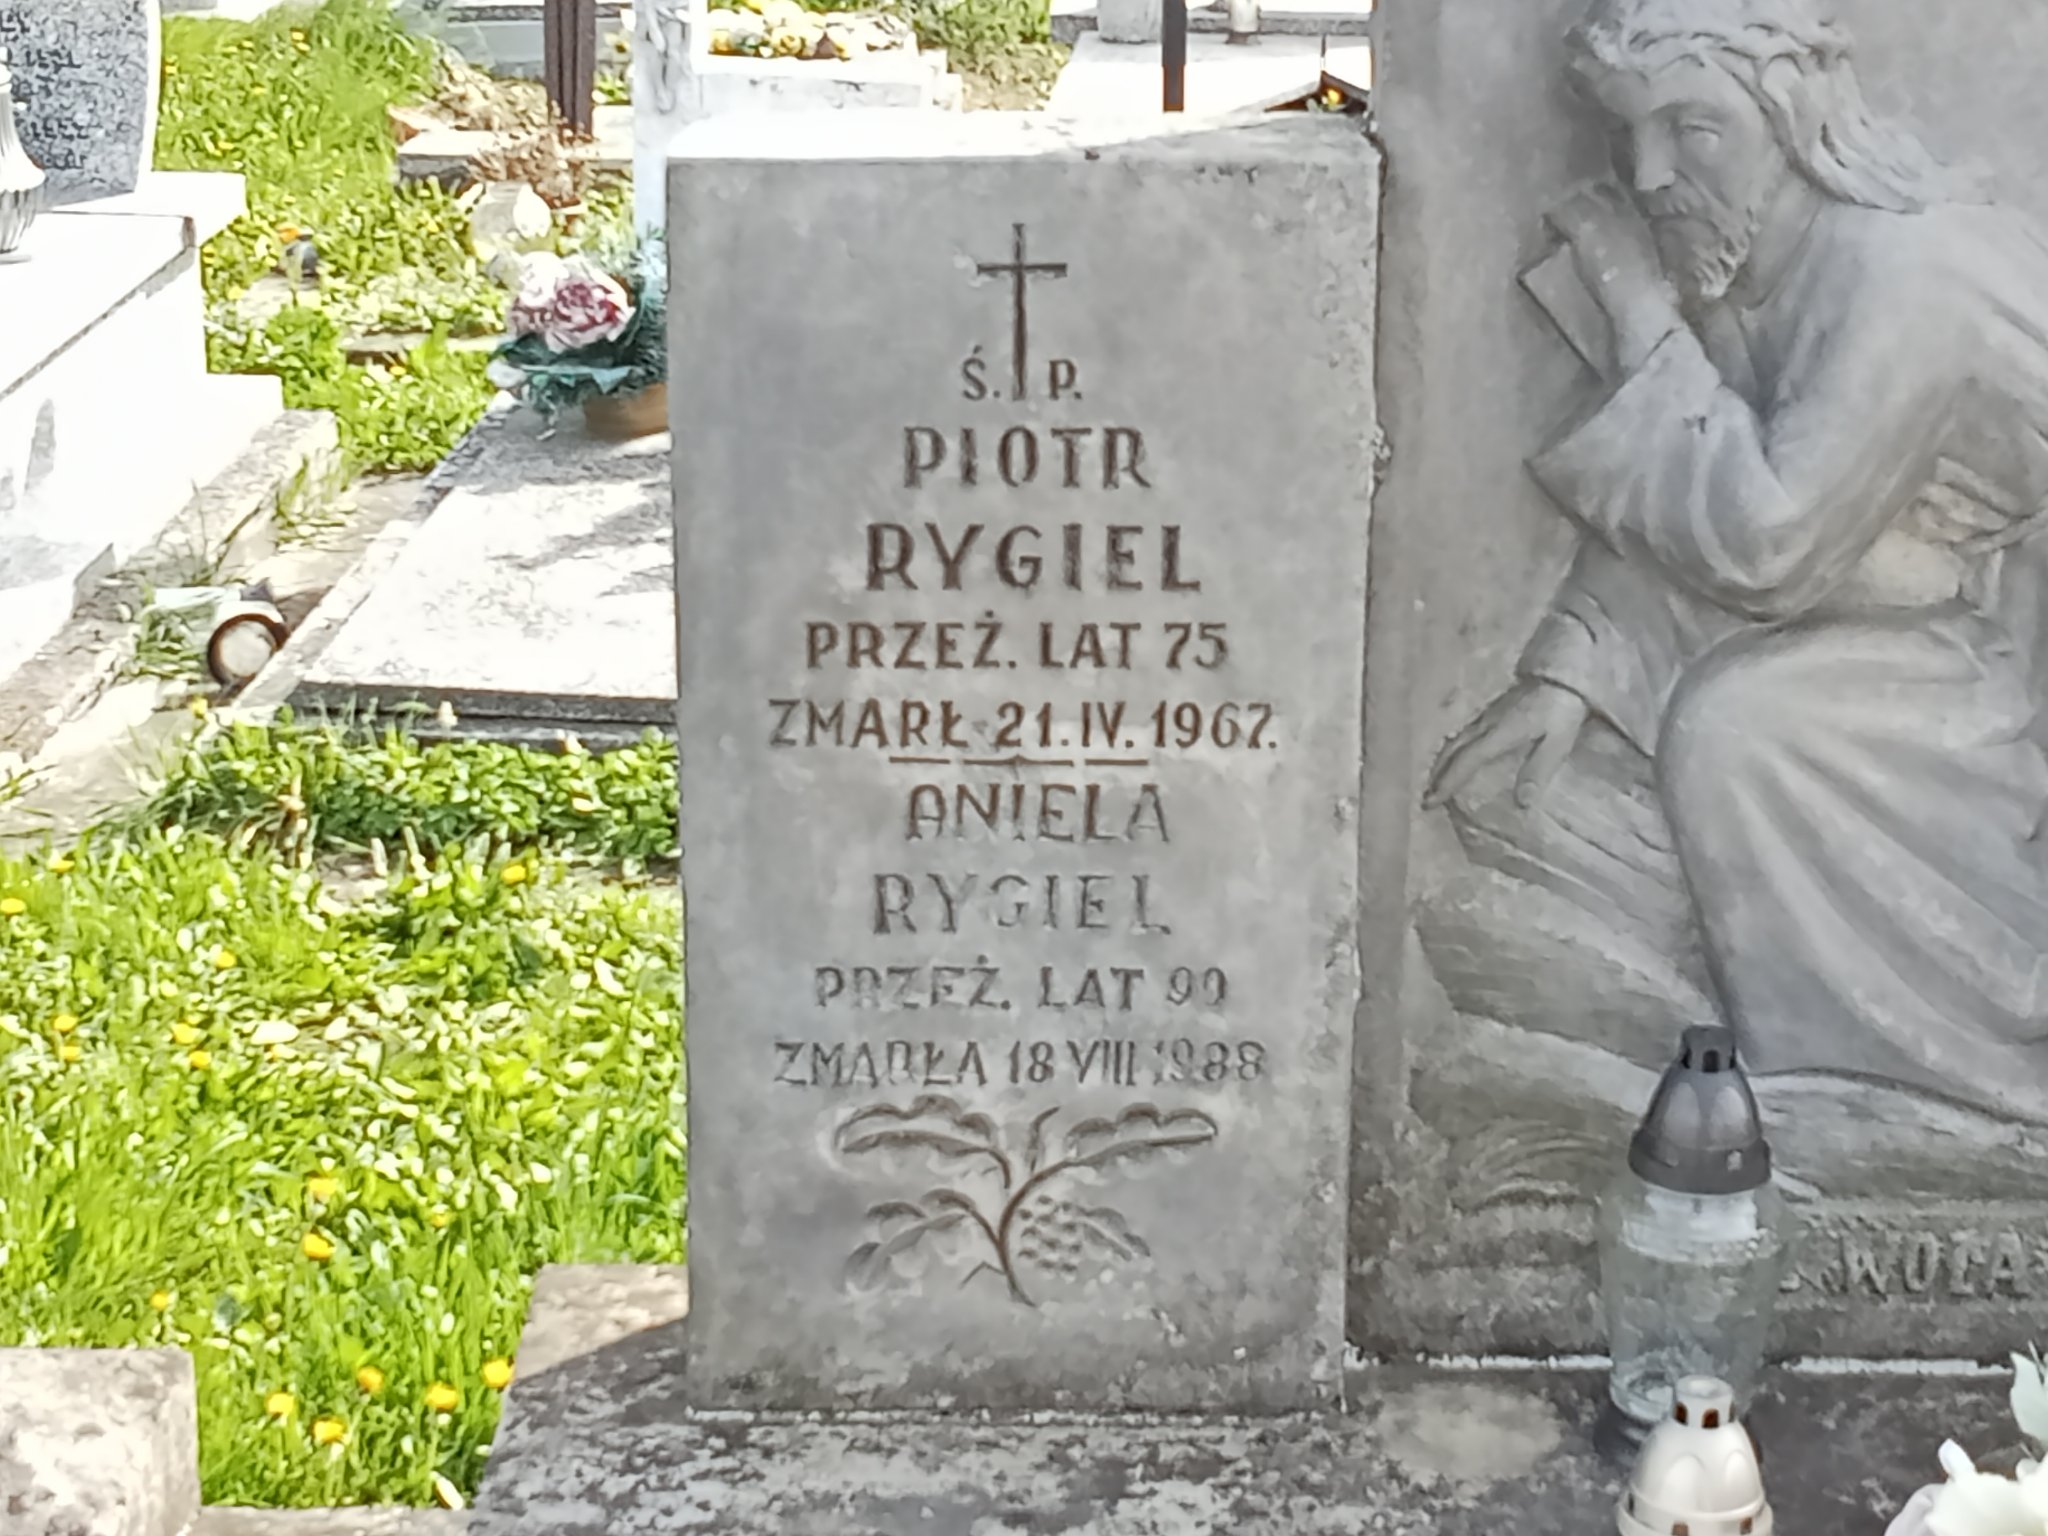 Ś. P.
PIOTR
RYGIEL
PRZEŻ. LAT 75
ZMARŁ 21.IV.1967.
ANIELA
RYGIEL
PRZEŻ. LAT 90
ZMARŁA 18 VIII 1988